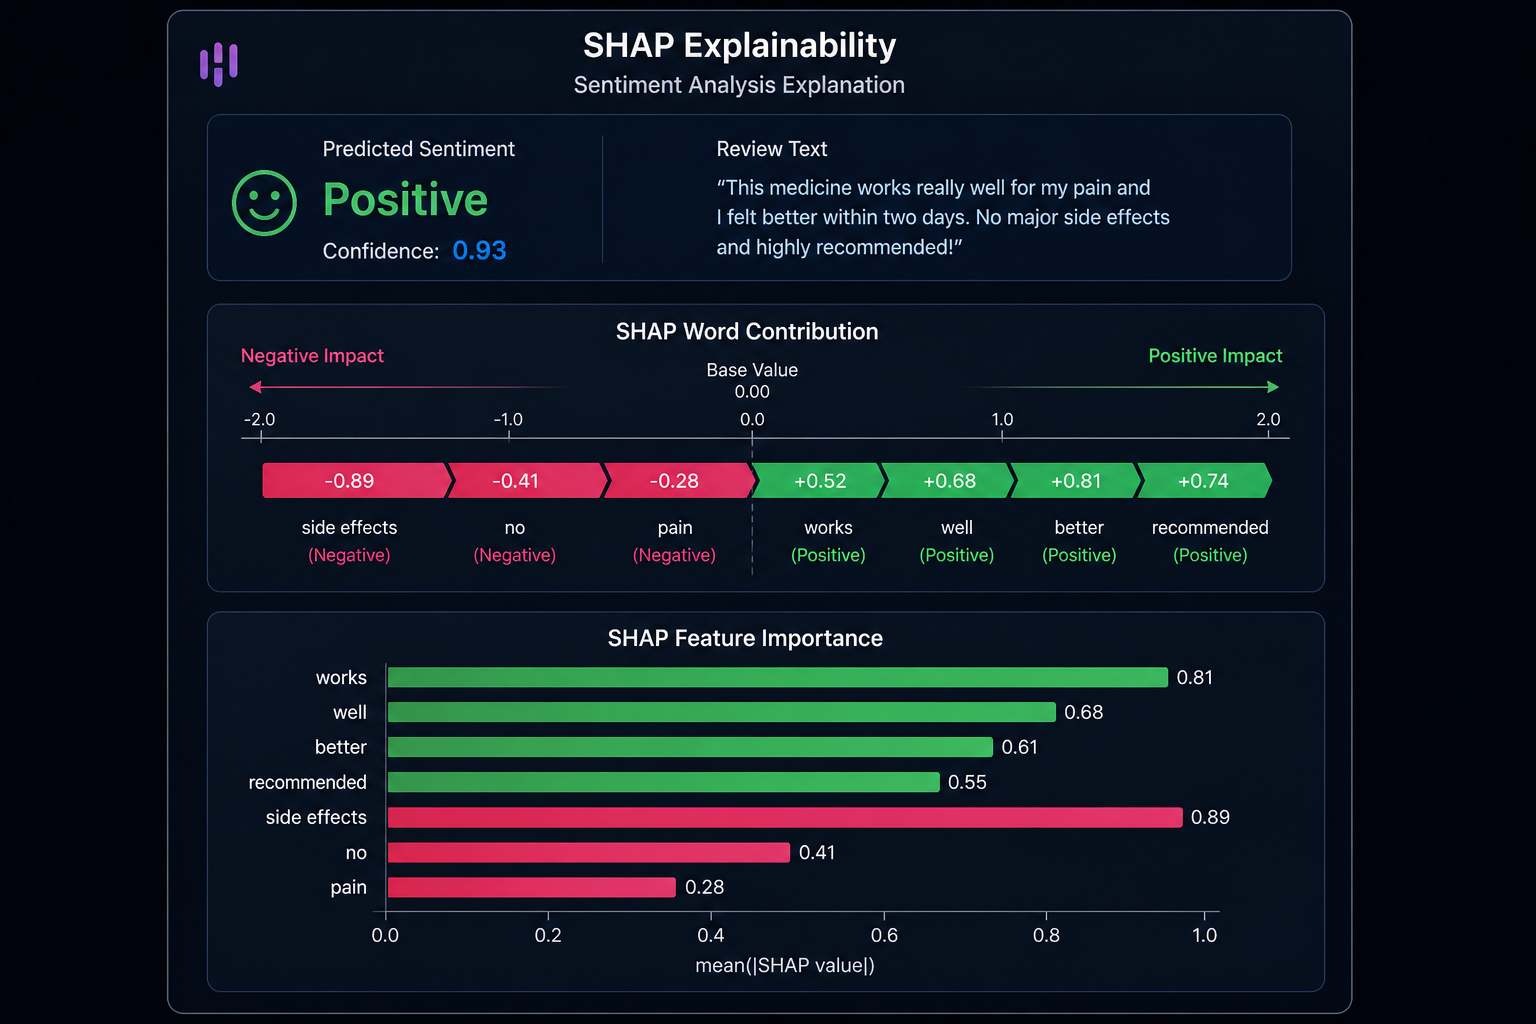 SHAP Explainability
Sentiment Analysis Explanation
Predicted Sentiment
Positive
Confidence: 0.93
Review Text
“This medicine works really well for my pain and
I felt better within two days. No major side effects
and highly recommended!”
SHAP Word Contribution
Negative Impact
Positive Impact
Base Value
0.00
-2.0 -1.0 0.0 1.0 2.0
-0.89 -0.41 -0.28 +0.52 +0.68 +0.81 +0.74
side effects no pain works well better recommended
(Negative) (Negative) (Negative) (Positive) (Positive) (Positive) (Positive)
SHAP Feature Importance
works 0.81
well 0.68
better 0.61
recommended 0.55
side effects 0.89
no 0.41
pain 0.28
0.0 0.2 0.4 0.6 0.8 1.0
mean(|SHAP value|)